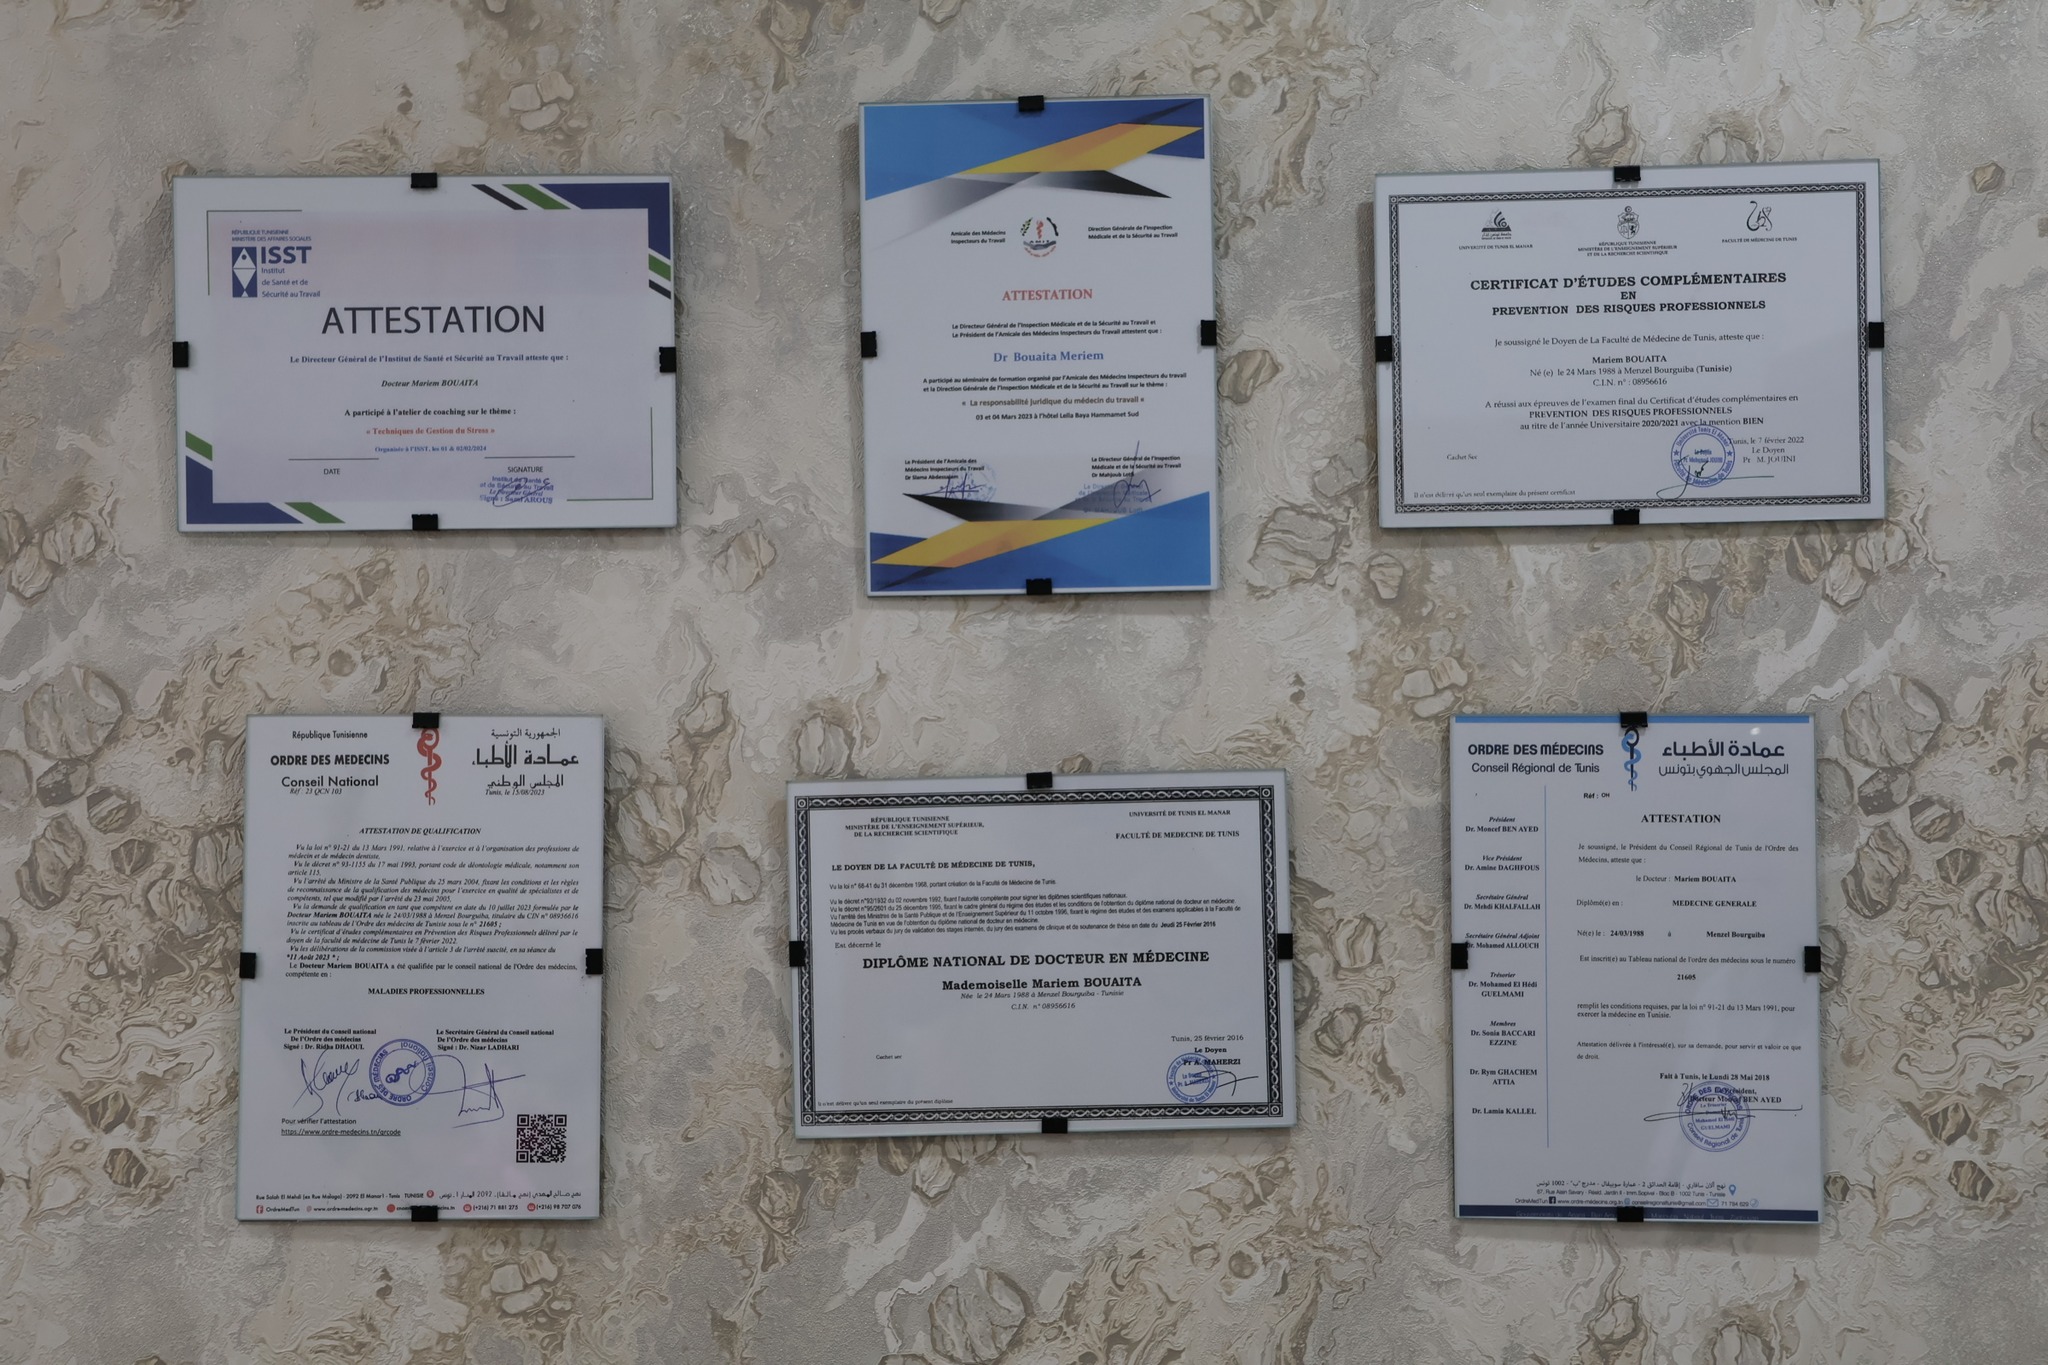 RÉPUBLIQUE TUNISIENNE
MINISTÈRE DES AFFAIRES SOCIALES
ISST
Institut
de Santé et de
Sécurité au Travail
ATTESTATION
Le Directeur Général de l'Institut de Santé et Sécurité au Travail atteste que :
Docteur Mariem BOUAITA
A participé à l'atelier de coaching sur le thème :
« Techniques de Gestion du Stress »
Organisée à l'ISST, les 01 & 02/02/2024
DATE
SIGNATURE
Institut de Santé
et de Sécurité au Travail
Le Directeur Général
Amicale des Médecins
Inspecteurs du Travail
Direction Générale de l'Inspection
Médicale et de la Sécurité au Travail
ATTESTATION
Le Directeur Général de l'Inspection Médicale et de la Sécurité au Travail et
Le Président de l'Amicale des Médecins Inspecteurs du Travail attestent que :
Dr Bouaita Meriem
A participé au séminaire de formation organisé par l'Amicale des Médecins Inspecteurs du travail
et la Direction Générale de l'Inspection Médicale et de la Sécurité au Travail sur le thème :
« La responsabilité juridique du médecin du travail »
03 et 04 Mars 2023 à l'hôtel Leila Baya Hammamet Sud
Le Président de l'Amicale des
Médecins Inspecteurs du Travail
Dr Slama Abdessalem
Le Directeur Général de l'Inspection
Médicale et de la Sécurité au Travail
Dr Mahjoub Lotfi
UNIVERSITÉ DE TUNIS EL MANAR
RÉPUBLIQUE TUNISIENNE
MINISTÈRE DE L'ENSEIGNEMENT SUPÉRIEUR
ET DE LA RECHERCHE SCIENTIFIQUE
FACULTÉ DE MÉDECINE DE TUNIS
CERTIFICAT D'ÉTUDES COMPLÉMENTAIRES
EN
PREVENTION DES RISQUES PROFESSIONNELS
Je soussigné le Doyen de La Faculté de Médecine de Tunis, atteste que :
Mariem BOUAITA
Né (e) le 24 Mars 1988 à Menzel Bourguiba (Tunisie)
C.I.N. n° : 08956616
A réussi aux épreuves de l'examen final du Certificat d'études complémentaires en
PREVENTION DES RISQUES PROFESSIONNELS
au titre de l'année Universitaire 2020/2021 avec la mention BIEN
Tunis, le 7 février 2022
Le Doyen
Pr M. JOUINI
Cachet Sec
Il n'est délivré qu'un seul exemplaire du présent certificat
République Tunisienne
ORDRE DES MEDECINS
Conseil National
الجمهورية التونسية
عمادة الأطباء
المجلس الوطني
Réf : 23 QCN 103
Tunis, le 15/08/2023
ATTESTATION DE QUALIFICATION
Vu la loi n° 91-21 du 13 Mars 1991, relative à l'exercice et à l'organisation des professions de
médecin et de médecin dentiste.
Vu le décret n° 93-1155 du 17 mai 1993, portant code de déontologie médicale, notamment son
article 115.
Vu l'arrêté du Ministre de la Santé Publique du 25 mars 2004, fixant les conditions et les règles
de reconnaissance de la qualification des médecins pour l'exercice en qualité de spécialistes et de
compétents, tel que modifié par l'arrêté du 23 mai 2005,
Vu la demande de qualification en tant que compétent en date du 10 juillet 2023 formulée par le
Docteur Mariem BOUAITA née le 24/03/1988 à Menzel Bourguiba, titulaire du CIN n° 08956616
inscrite au tableau de l'Ordre des médecins de Tunisie sous le n° 21605 ;
Vu le certificat d'études complémentaires en Prévention des Risques Professionnels délivré par le
doyen de la faculté de médecine de Tunis le 7 février 2022.
Vu les délibérations de la commission visée à l'article 3 de l'arrêté suscité, en sa séance du
"11 Août 2023 " ;
Le Docteur Mariem BOUAITA a été qualifiée par le conseil national de l'Ordre des médecins,
compétente en :
MALADIES PROFESSIONNELLES
Le Président du Conseil national
De l'Ordre des médecins
Signé : Dr. Ridha DHAOUI
Le Secrétaire Général du Conseil national
De l'Ordre des médecins
Signé : Dr. Nizar LADHARI
Pour vérifier l'attestation
https://www.ordre-medecins.tn/qrcode
Rue Salah El Mehdi (ex Rue Malaga) - 2092 El Manar1 - Tunis TUNISIE
OrdreMedTun
www.ordre-medecins.org.tn
(+216) 71 881 275
(+216) 98 707 076
RÉPUBLIQUE TUNISIENNE
MINISTÈRE DE L'ENSEIGNEMENT SUPÉRIEUR,
DE LA RECHERCHE SCIENTIFIQUE
UNIVERSITÉ DE TUNIS EL MANAR
FACULTÉ DE MEDECINE DE TUNIS
LE DOYEN DE LA FACULTÉ DE MÉDECINE DE TUNIS,
Vu la loi n° 68-41 du 31 décembre 1968, portant création de la Faculté de Médecine de Tunis.
Vu le décret n°92/1932 du 02 novembre 1992, fixant l'autorité compétente pour signer les diplômes scientifiques nationaux.
Vu le décret n°95/2601 du 25 décembre 1995, fixant le cadre général du régime des études et les conditions de l'obtention du diplôme national de docteur en médecine.
Vu l'arrêté des Ministres de la Santé Publique et de l'Enseignement Supérieur du 11 octobre 1996, fixant le régime des études et des examens applicables à la Faculté de
Médecine de Tunis en vue de l'obtention du diplôme national de docteur en médecine.
Vu les procès verbaux du jury de validation des stages internés, du jury des examens de clinique et de soutenance de thèse en date du Jeudi 25 Février 2016
Est décerné le
DIPLÔME NATIONAL DE DOCTEUR EN MÉDECINE
Mademoiselle Mariem BOUAITA
Née le 24 Mars 1988 à Menzel Bourguiba - Tunisie
C.I.N. n° 08956616
Tunis, 25 février 2016
Le Doyen
Pr A. MAHERZI
Cachet sec
Il n'est délivré qu'un seul exemplaire du présent diplôme
ORDRE DES MÉDECINS
Conseil Régional de Tunis
عمادة الأطباء
المجلس الجهوي بتونس
Réf : OH
Président
Dr. Moncef BEN AYED
Vice Président
Dr. Amine DAGHFOUS
Secrétaire Général
Dr. Mehdi KHALFALLAH
Secrétaire Général Adjoint
Dr. Mohamed ALLOUCH
Trésorier
Dr. Mohamed El Hédi
GUELMAMI
Membres
Dr. Sonia BACCARI
EZZINE
Dr. Rym GHACHEM
ATTIA
Dr. Lamia KALLEL
ATTESTATION
Je soussigné, le Président du Conseil Régional de Tunis de l'Ordre des
Médecins, atteste que :
le Docteur : Mariem BOUAITA
Diplômé(e) en : MEDECINE GENERALE
Né(e) le : 24/03/1988 à Menzel Bourguiba
Est inscrit(e) au Tableau national de l'ordre des médecins sous le numéro
21605
remplit les conditions requises, par la loi n° 91-21 du 13 Mars 1991, pour
exercer la médecine en Tunisie.
Attestation délivrée à l'intéressé(e), sur sa demande, pour servir et valoir ce que
de droit.
Fait à Tunis, le Lundi 28 Mai 2018
67, Rue Alain Savary - Résid. Jardin II - Imm. Sopival - Bloc B - 1002 Tunis - Tunisie
OrdreMedTun
www.ordre-medecins.org.tn
conseilregionaltunis@gmail.com
71 794 829